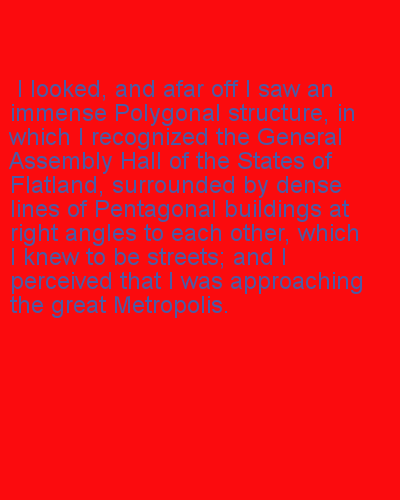 I looked, and afar off I saw an
immense Polygonal structure, in
which I recognized the General
Assembly Hall of the States of
Flatland, surrounded by dense
lines of Pentagonal buildings at
right angles to each other, which
I knew to be streets; and I
perceived that I was approaching
the great Metropolis.